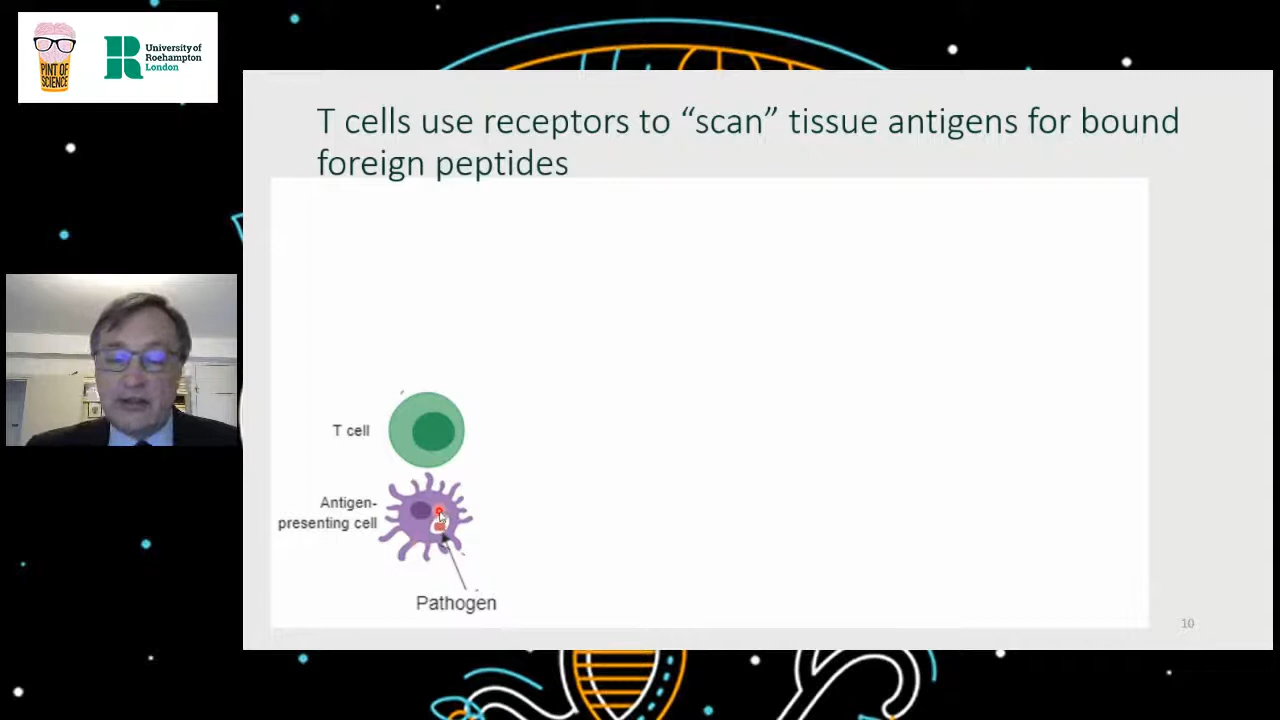 PINT OF
SCIENCE
University of
Roehampton
London
T cells use receptors to “scan” tissue antigens for bound
foreign peptides
T cell
Antigen-
presenting cell
Pathogen
10